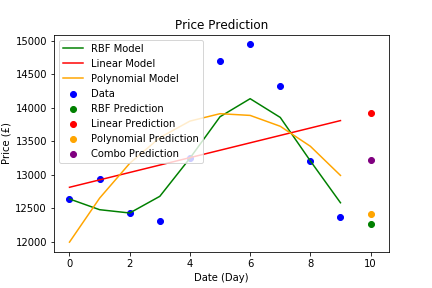 Price Prediction
Price (£)
15000
14500
14000
13500
13000
12500
12000
RBF Model
Linear Model
Polynomial Model
Data
RBF Prediction
Linear Prediction
Polynomial Prediction
Combo Prediction
0 2 4 6 8 10
Date (Day)